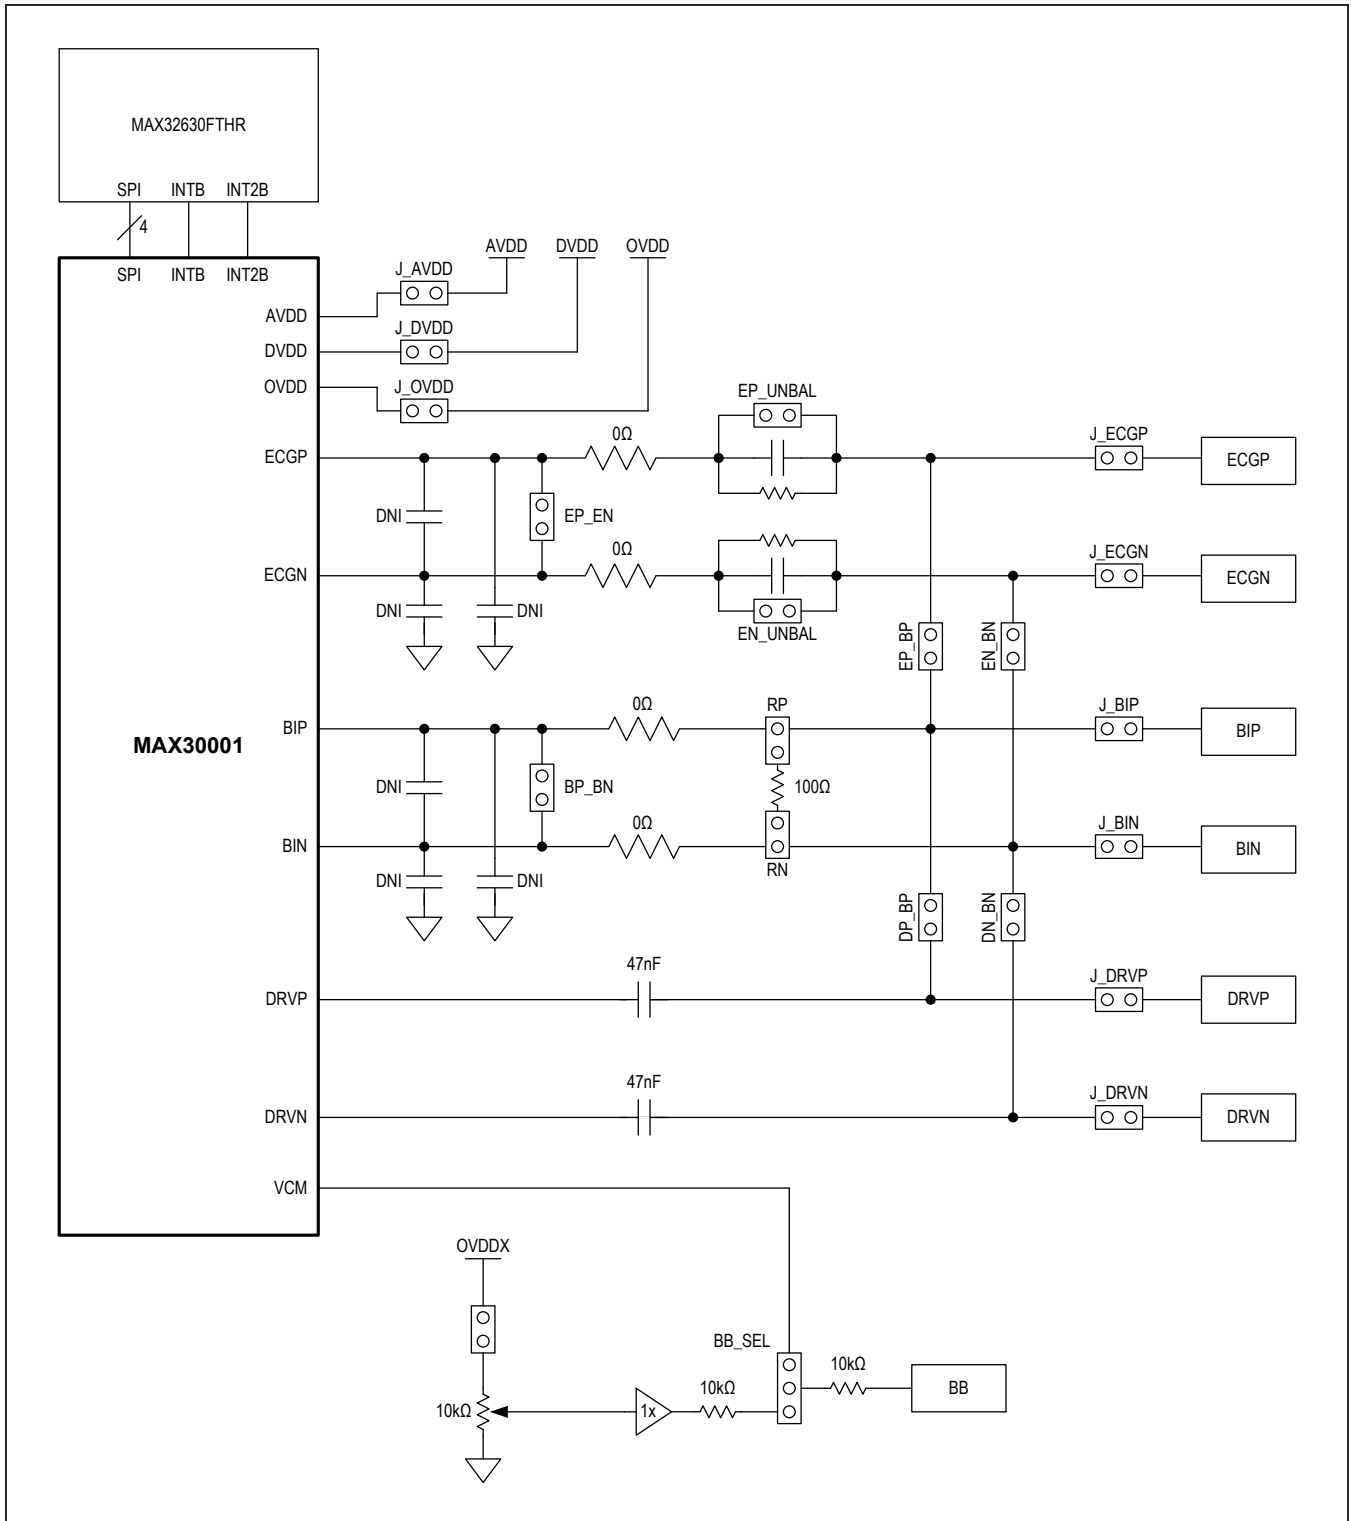 MAX32630FTHR
SPI INTB INT2B
4
SPI INTB INT2B
AVDD DVDD OVDD
J_AVDD
AVDD
J_DVDD
DVDD
J_OVDD
OVDD
EP_UNBAL
0Ω
J_ECGP
ECGP
ECGP
DNI
EP_EN
0Ω
J_ECGN
ECGN
ECGN
DNI
DNI
EN_UNBAL
EP_BP
EN_BN
MAX30001
BIP
0Ω
RP
J_BIP
BIP
DNI
BP_BN
100Ω
0Ω
J_BIN
BIN
BIN
RN
DNI
DNI
DP_BP
DN_BN
47nF
J_DRVP
DRVP
DRVP
47nF
J_DRVN
DRVN
DRVN
VCM
OVDDX
BB_SEL
10kΩ
1x
10kΩ
10kΩ
BB